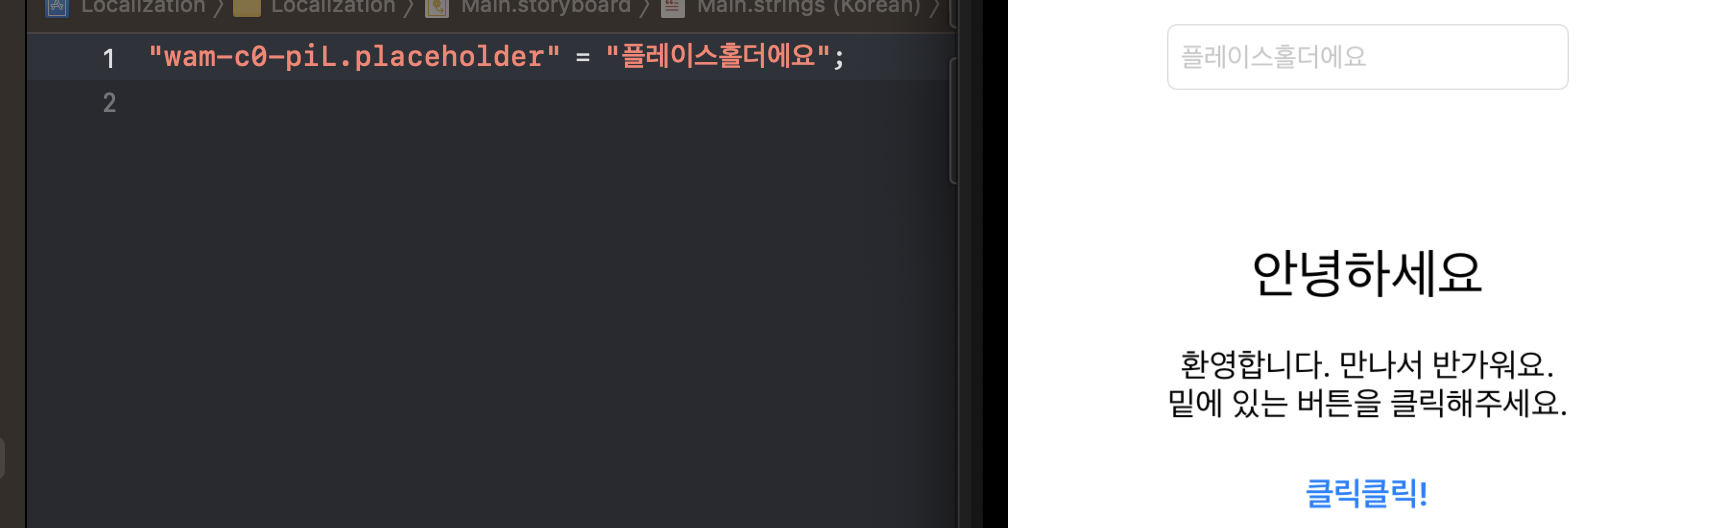 Localization 〉 Localization 〉 Main.storyboard 〉 Main.strings (Korean) 〉
1 "wam-c0-piL.placeholder" = "플레이스홀더에요";
2
플레이스홀더에요
안녕하세요
환영합니다. 만나서 반가워요.
밑에 있는 버튼을 클릭해주세요.
클릭클릭!